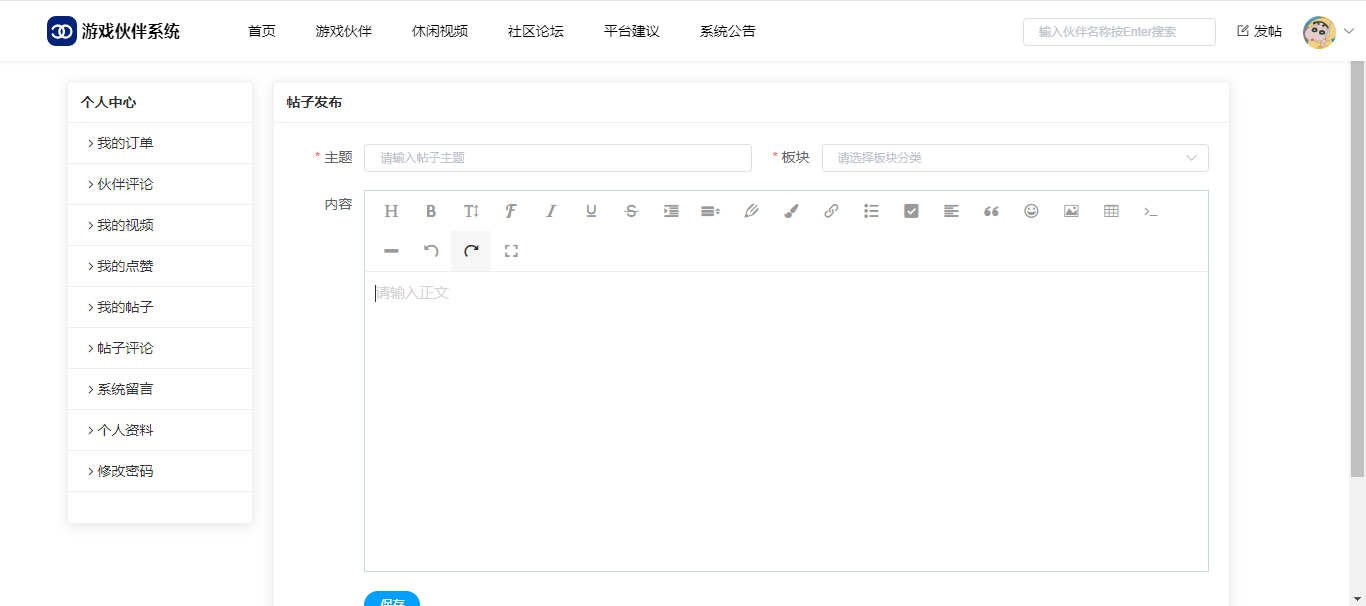 游戏伙伴系统 首页 游戏伙伴 休闲视频 社区论坛 平台建议 系统公告 输入伙伴名称按Enter搜索 发帖
个人中心
我的订单
伙伴评论
我的视频
我的点赞
我的帖子
帖子评论
系统留言
个人资料
修改密码
帖子发布
* 主题 请输入帖子主题 * 板块 请选择板块分类
内容
请输入正文
保存